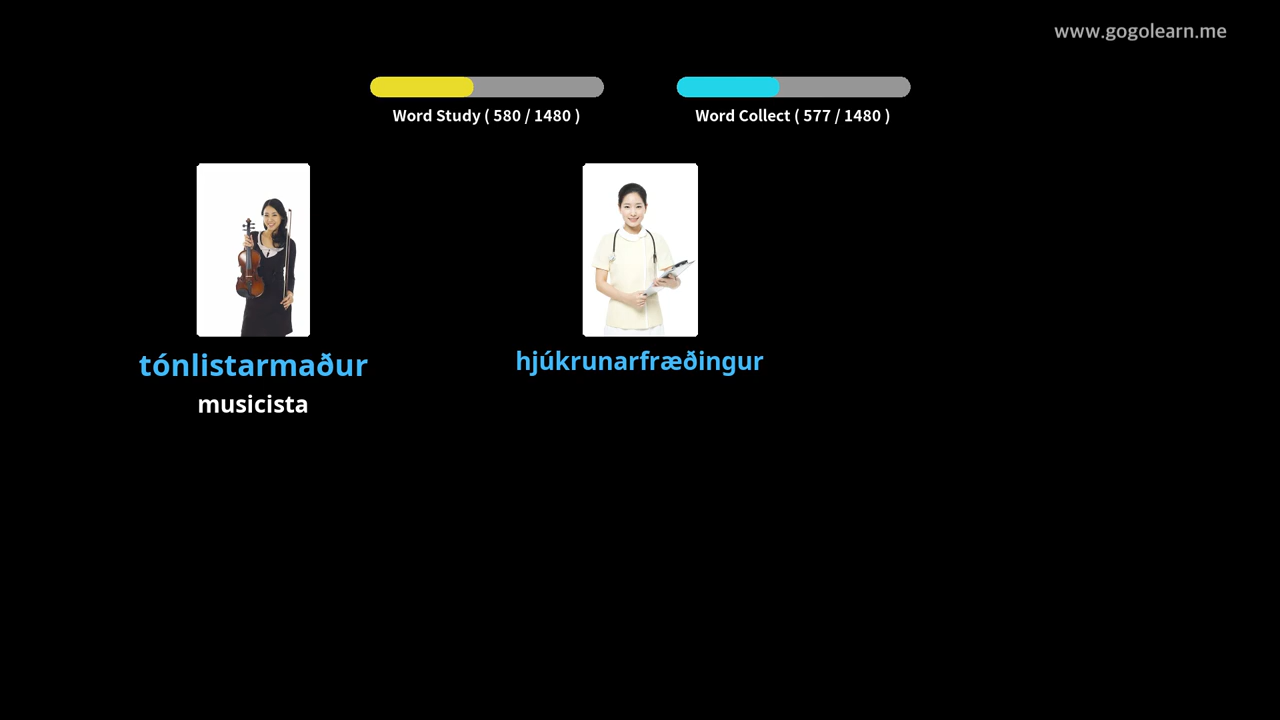 www.gogolearn.me
Word Study ( 580 / 1480 )
Word Collect ( 577 / 1480 )
tónlistarmaður
musicista
hjúkrunarfræðingur